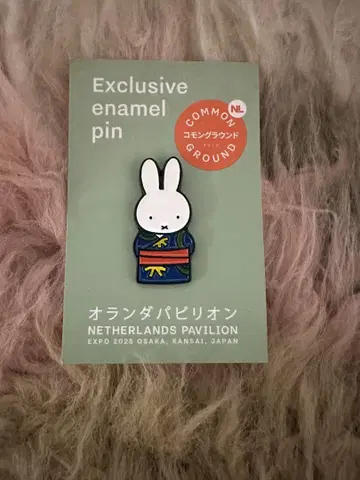 Exclusive
enamel
pin
NL
COMMON
コモングラウンド
GROUND
オランダパビリオン
NETHERLANDS PAVILION
EXPO 2025 OSAKA, KANSAI, JAPAN